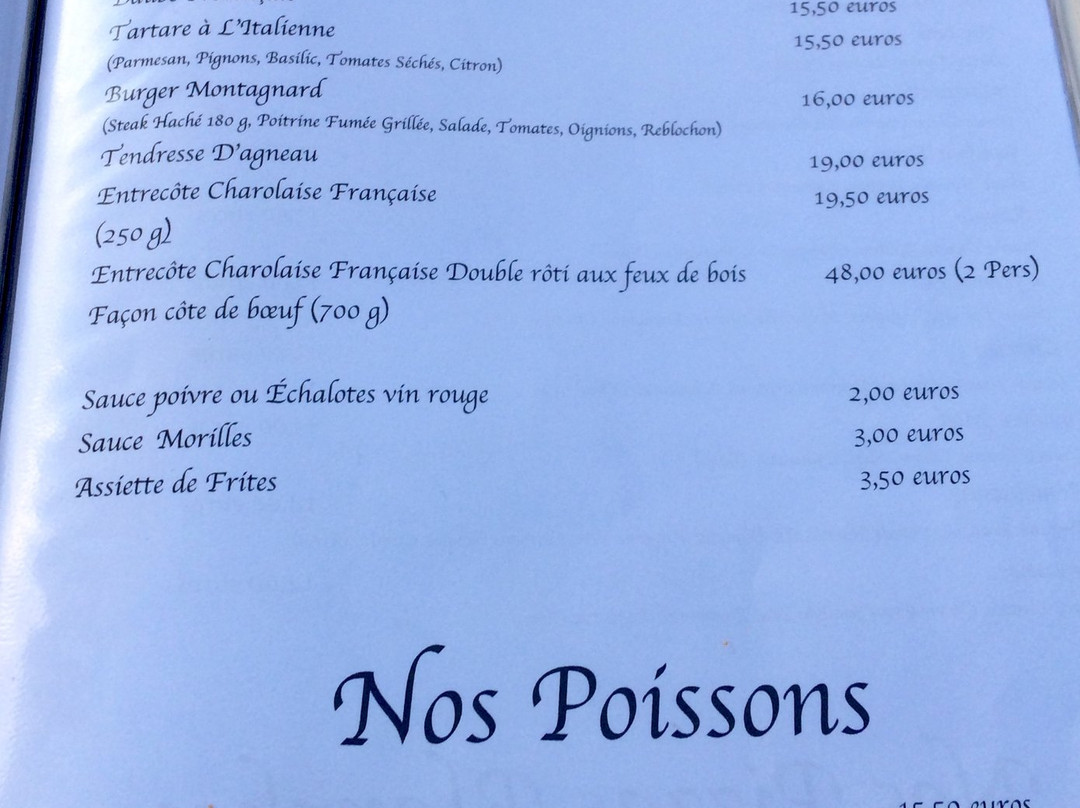 15,50 euros
Tartare à L'Italienne 15,50 euros
(Parmesan, Pignons, Basilic, Tomates Séchés, Citron)
Burger Montagnard 16,00 euros
(Steak Haché 180 g, Poitrine Fumée Grillée, Salade, Tomates, Oignions, Reblochon)
Tendresse D'agneau 19,00 euros
Entrecôte Charolaise Française 19,50 euros
(250 g)
Entrecôte Charolaise Française Double rôti aux feux de bois 48,00 euros (2 Pers)
Façon côte de bœuf (700 g)
Sauce poivre ou Échalotes vin rouge 2,00 euros
Sauce Morilles 3,00 euros
Assiette de Frites 3,50 euros
Nos Poissons
15,50 euros